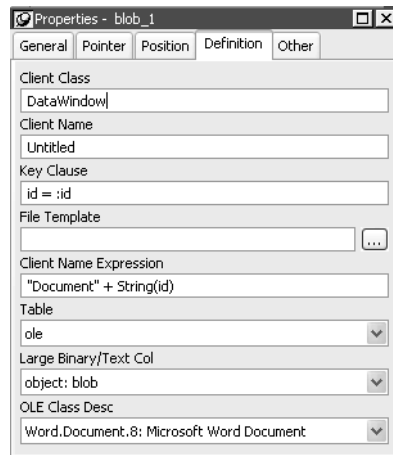 Properties - blob_1
General Pointer Position Definition Other
Client Class
DataWindow
Client Name
Untitled
Key Clause
id = :id
File Template
...
Client Name Expression
"Document" + String(id)
Table
ole
Large Binary/Text Col
object: blob
OLE Class Desc
Word.Document.8: Microsoft Word Document